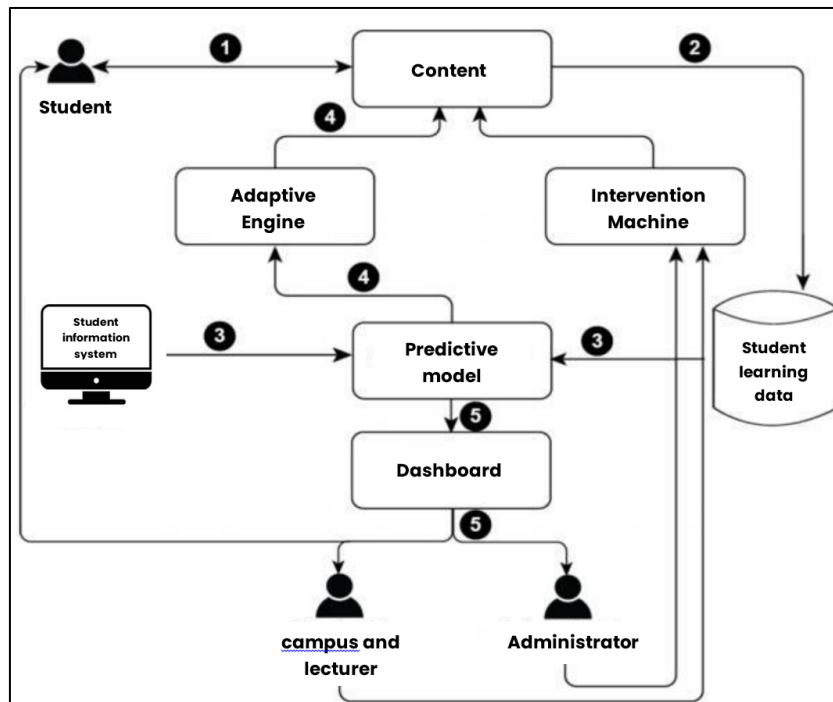 1
2
Content
Student
4
Adaptive
Engine
Intervention
Machine
4
Student
information
system
3
Predictive
model
3
Student
learning
data
5
Dashboard
5
campus and
lecturer
Administrator